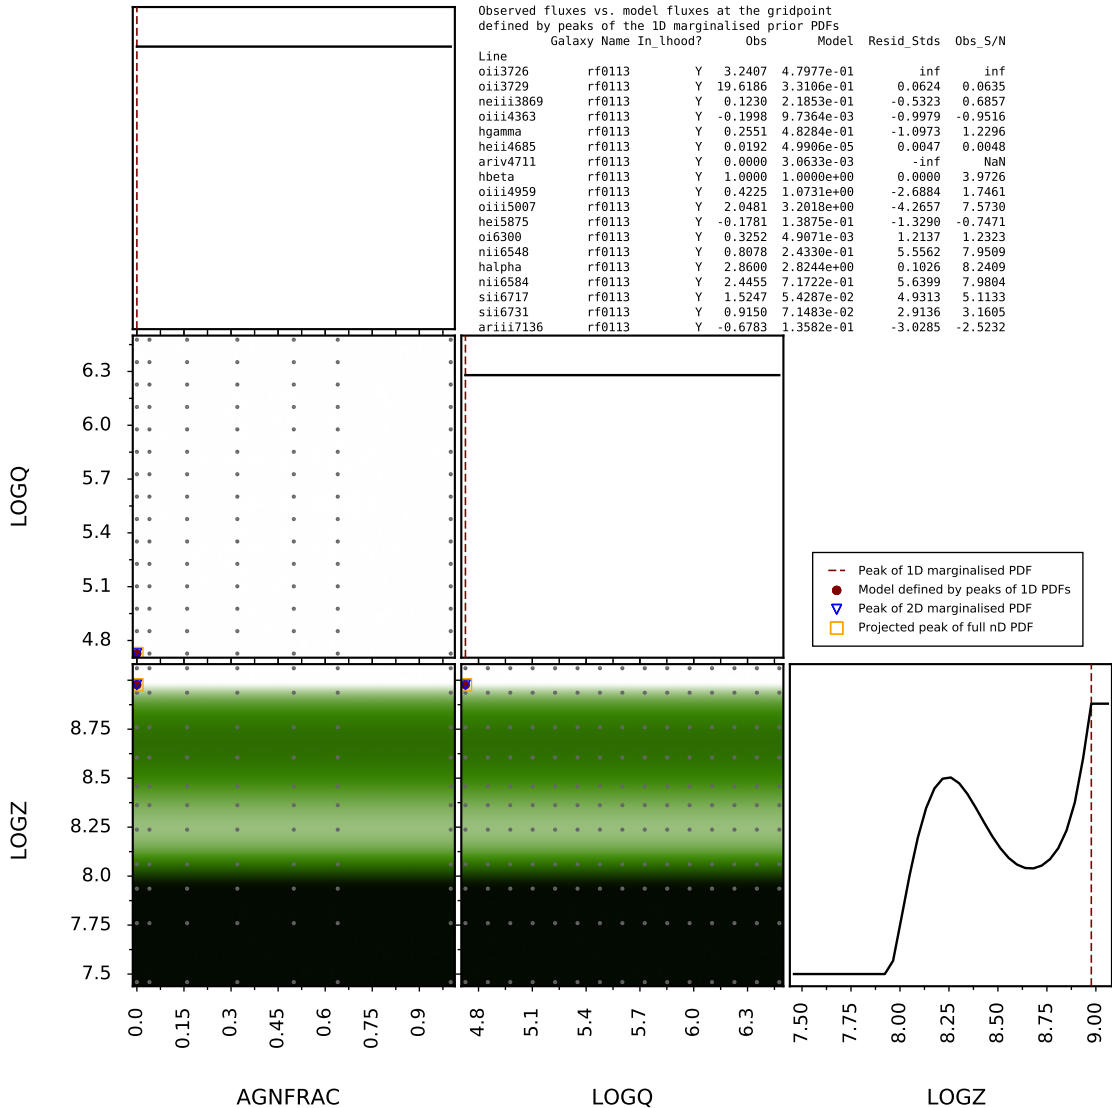 Observed fluxes vs. model fluxes at the gridpoint
defined by peaks of the 1D marginalised prior PDFs
Galaxy Name In_lhood? Obs Model Resid_Stds Obs_S/N
Line
oii3726 rf0113 Y 3.2407 4.7977e-01 inf inf
oii3729 rf0113 Y 19.6186 3.3106e-01 0.0624 0.0635
neiii3869 rf0113 Y 0.1230 2.1853e-01 -0.5323 0.6857
oiii4363 rf0113 Y -0.1998 9.7364e-03 -0.9979 -0.9516
hgamma rf0113 Y 0.2551 4.8284e-01 -1.0973 1.2296
heii4685 rf0113 Y 0.0192 4.9906e-05 0.0047 0.0048
ariv4711 rf0113 Y 0.0000 3.0633e-03 -inf NaN
hbeta rf0113 Y 1.0000 1.0000e+00 0.0000 3.9726
oiii4959 rf0113 Y 0.4225 1.0731e+00 -2.6884 1.7461
oiii5007 rf0113 Y 2.0481 3.2018e+00 -4.2657 7.5730
hei5875 rf0113 Y -0.1781 1.3875e-01 -1.3290 -0.7471
oi6300 rf0113 Y 0.3252 4.9071e-03 1.2137 1.2323
nii6548 rf0113 Y 0.8078 2.4330e-01 5.5562 7.9509
halpha rf0113 Y 2.8600 2.8244e+00 0.1026 8.2409
nii6584 rf0113 Y 2.4455 7.1722e-01 5.6399 7.9804
sii6717 rf0113 Y 1.5247 5.4287e-02 4.9313 5.1133
sii6731 rf0113 Y 0.9150 7.1483e-02 2.9136 3.1605
ariii7136 rf0113 Y -0.6783 1.3582e-01 -3.0285 -2.5232
6.3
6.0
5.7
5.4
5.1
4.8
LOGQ
Peak of 1D marginalised PDF
Model defined by peaks of 1D PDFs
Peak of 2D marginalised PDF
Projected peak of full nD PDF
8.75
8.5
8.25
8.0
7.75
7.5
LOGZ
0.0 0.15 0.3 0.45 0.6 0.75 0.9
4.8 5.1 5.4 5.7 6.0 6.3
7.50 7.75 8.00 8.25 8.50 8.75 9.00
AGNFRAC LOGQ LOGZ